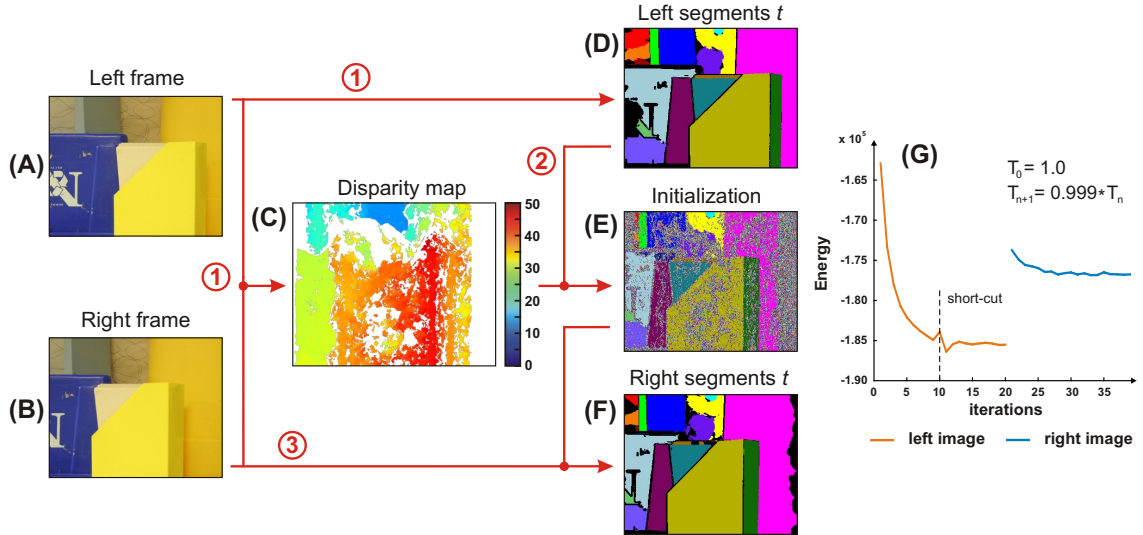 Left segments t
(D)
Left frame
1
(A)
2
Disparity map
(C)
50
40
30
20
10
0
1
Initialization
(E)
Right frame
(B)
Right segments t
(F)
3
x 10⁵
(G)
T₀ = 1.0
Tₙ₊₁ = 0.999*Tₙ
-1.65
-1.70
-1.75
-1.80
-1.85
-1.90
Energy
short-cut
0 5 10 15 20 25 30 35
iterations
left image
right image